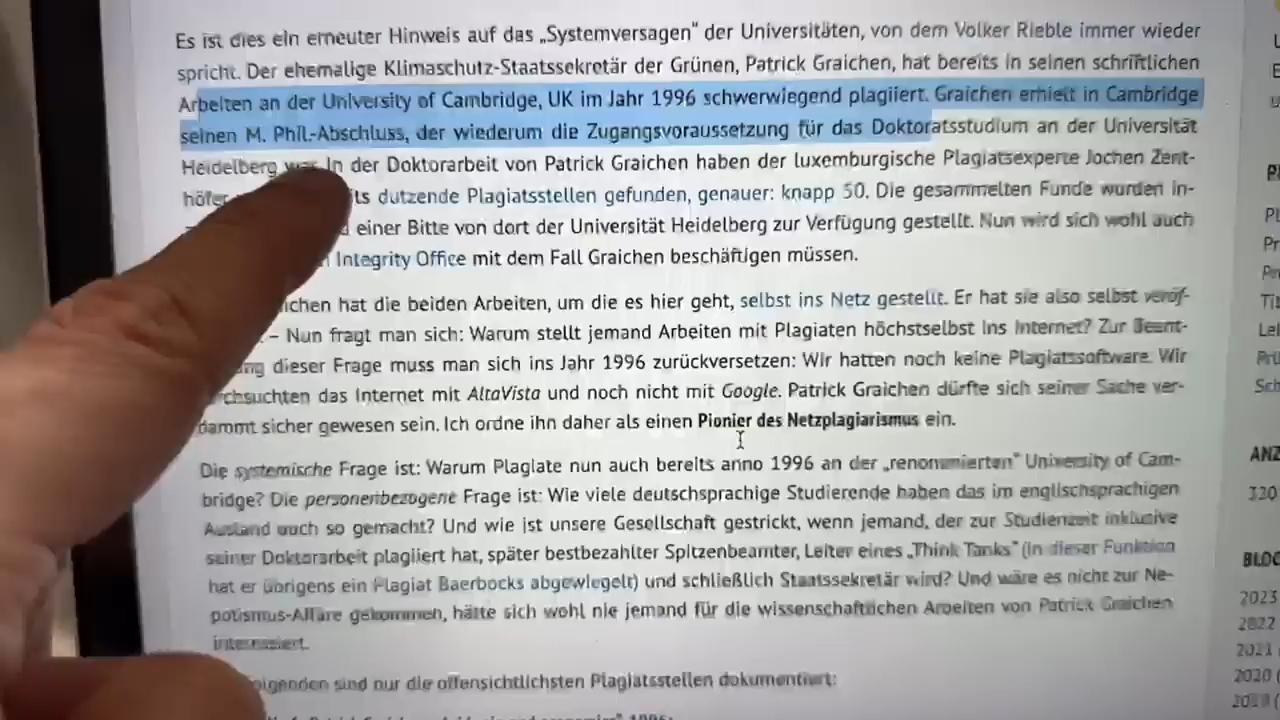 Es ist dies ein erneuter Hinweis auf das „Systemversagen" der Universitäten, von dem Volker Rieble immer wieder
spricht. Der ehemalige Klimaschutz-Staatssekretär der Grünen, Patrick Graichen, hat bereits in seinen schriftlichen
Arbeiten an der University of Cambridge, UK im Jahr 1996 schwerwiegend plagiiert. Graichen erhielt in Cambridge
seinen M. Phil.-Abschluss, der wiederum die Zugangsvoraussetzung für das Doktoratsstudium an der Universität
Heidelberg war. In der Doktorarbeit von Patrick Graichen haben der luxemburgische Plagiatsexperte Jochen Zent-
höfer dutzende Plagiatsstellen gefunden, genauer: knapp 50. Die gesammelten Funde wurden in-
einer Bitte von dort der Universität Heidelberg zur Verfügung gestellt. Nun wird sich wohl auch
Integrity Office mit dem Fall Graichen beschäftigen müssen.
hat die beiden Arbeiten, um die es hier geht, selbst ins Netz gestellt. Er hat sie also selbst veröf-
– Nun fragt man sich: Warum stellt jemand Arbeiten mit Plagiaten höchstselbst ins Internet? Zur Beant-
dieser Frage muss man sich ins Jahr 1996 zurückversetzen: Wir hatten noch keine Plagiatssoftware. Wir
das Internet mit AltaVista und noch nicht mit Google. Patrick Graichen dürfte sich seiner Sache ver-
dammt sicher gewesen sein. Ich ordne ihn daher als einen Pionier des Netzplagiarismus ein.
Die systemische Frage ist: Warum Plagiate nun auch bereits anno 1996 an der „renommierten" University of Cam-
bridge? Die personenbezogene Frage ist: Wie viele deutschsprachige Studierende haben das im englischsprachigen
Ausland auch so gemacht? Und wie ist unsere Gesellschaft gestrickt, wenn jemand, der zur Studienzeit inklusive
seiner Doktorarbeit plagiiert hat, später bestbezahlter Spitzenbeamter, Leiter eines „Think Tanks" (in dieser Funktion
hat er übrigens ein Plagiat Baerbocks abgewiegelt) und schließlich Staatssekretär wird? Und wäre es nicht zur Ne-
potismus-Affäre gekommen, hätte sich wohl nie jemand für die wissenschaftlichen Arbeiten von Patrick Graichen
interessiert.
sind nur die offensichtlichsten Plagiatsstellen dokumentiert:
ANZ
BLOG
2023
2022
2021
2020